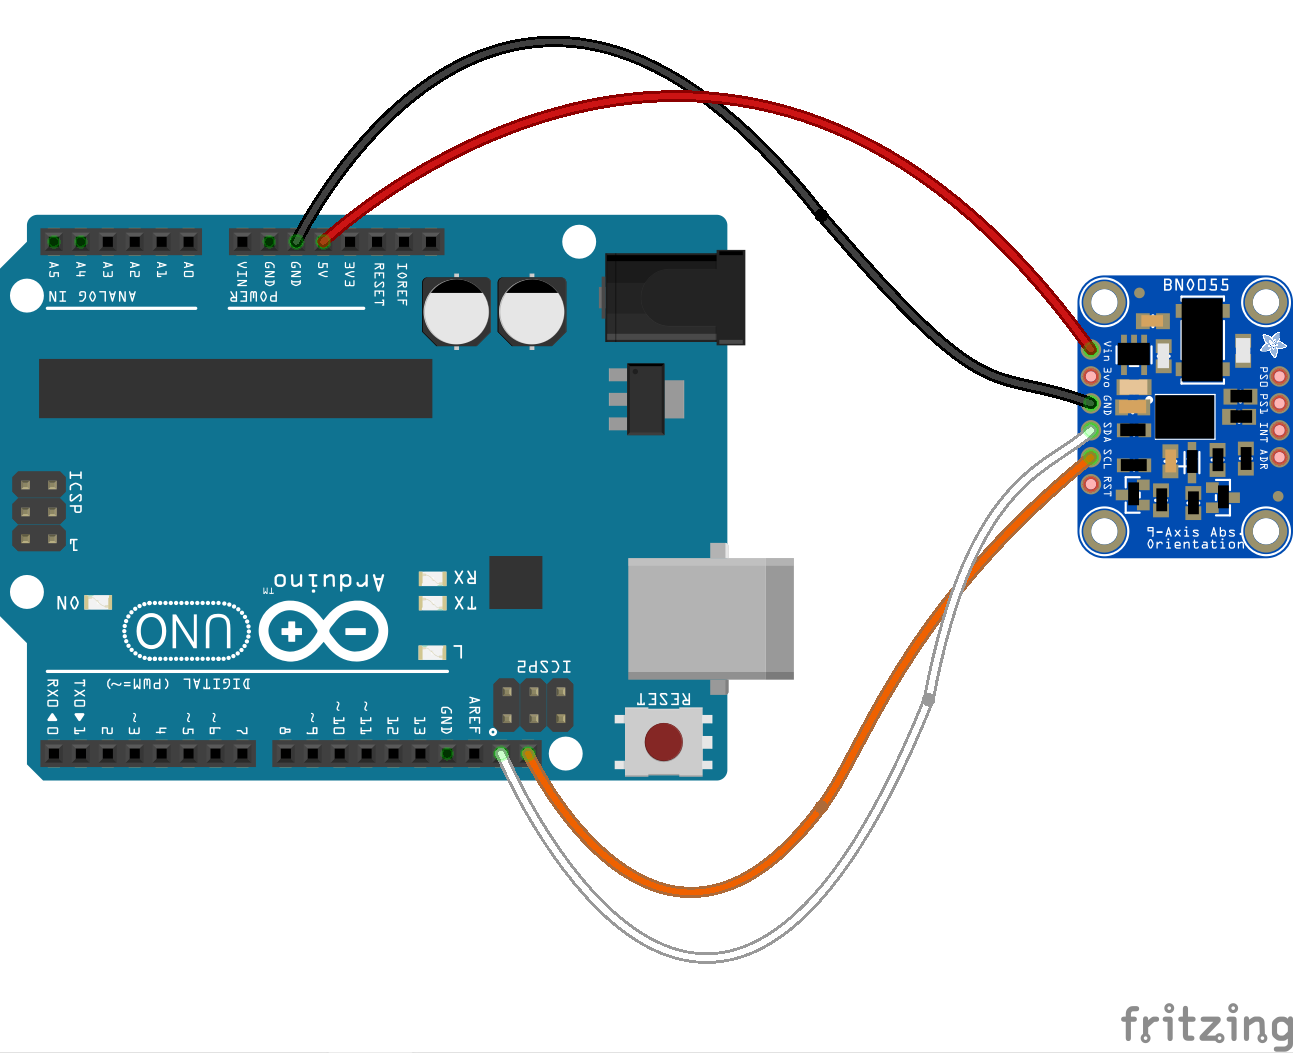 A5
A4
A3
A2
A1
A0
ANALOG IN
VIN
GND
GND
5V
3V3
RESET
IOREF
POWER
BNO055
Vin
3vo
GND
SDA
SCL
RST
PS0
PS1
INT
ADR
9-Axis Abs.
Orientation
ICSP
1
ON
UNO
Arduino
TM
RX
TX
L
ICSP2
DIGITAL (PWM=~)
RESET
RX0 ◀ 0
TX0 ▶ 1
2
~3
4
~5
~6
7
8
~9
~10
~11
12
13
GND
AREF
fritzing